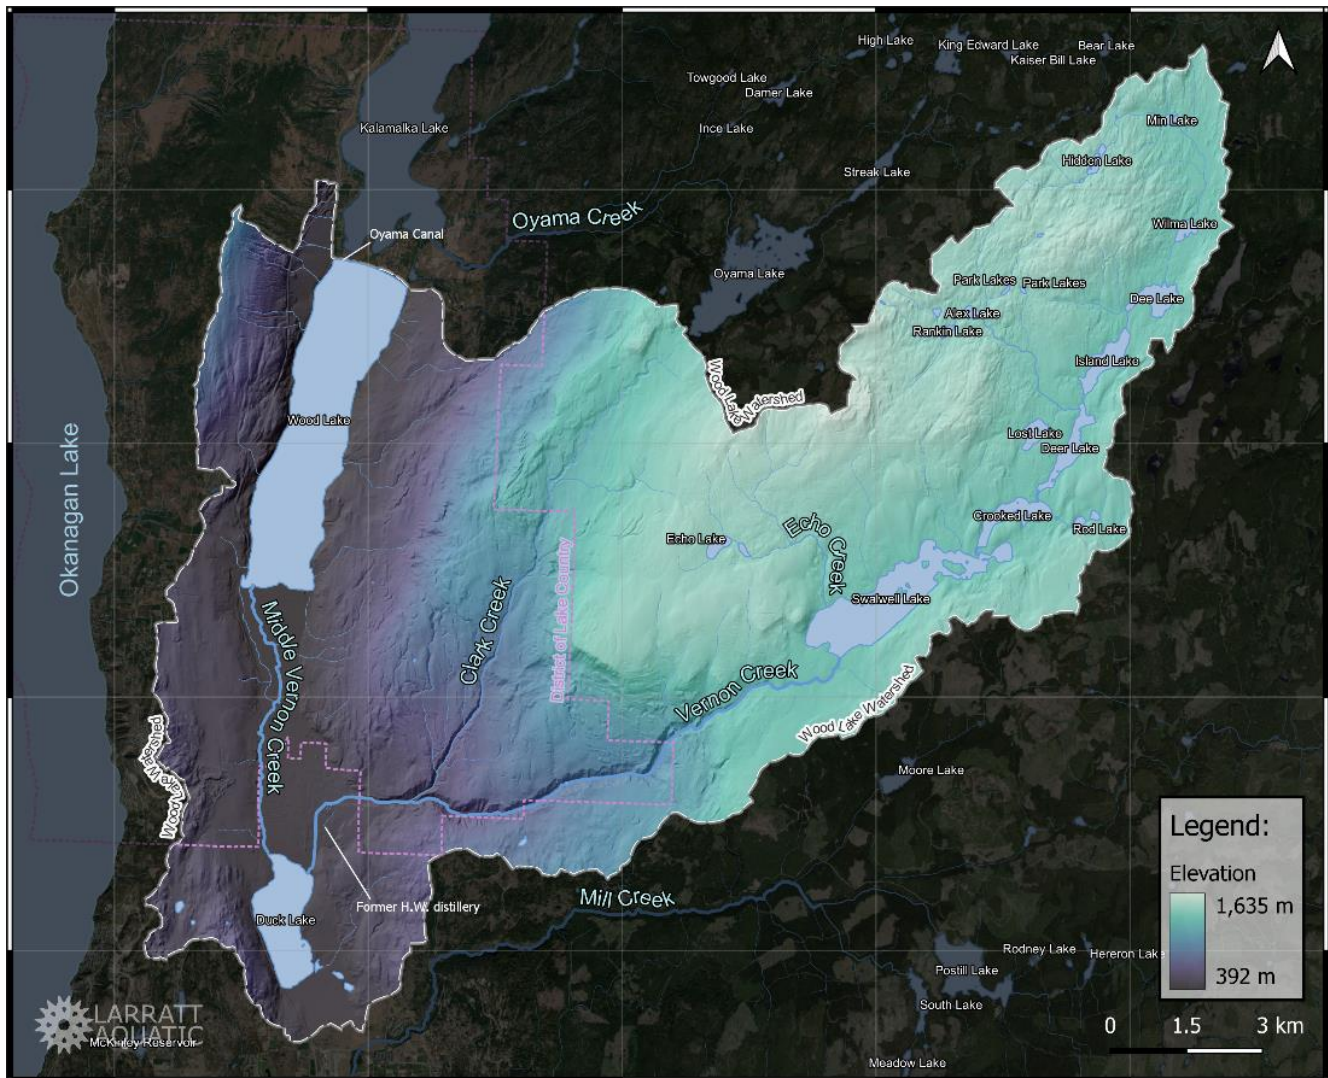 High Lake
King Edward Lake
Bear Lake
Kaiser Bill Lake
Towgood Lake
Damer Lake
Kalamalka Lake
Ince Lake
Min Lake
Hidden Lake
Streak Lake
Oyama Creek
Wilma Lake
Oyama Canal
Oyama Lake
Park Lakes
Park Lakes
Dee Lake
Alex Lake
Rankin Lake
Island Lake
Wood Lake
Watershed
Wood Lake
Lost Lake
Deer Lake
Okanagan Lake
Crooked Lake
Rod Lake
Echo Lake
Echo Creek
Swalwell Lake
Middle Vernon Creek
Clark Creek
District of Lake Country
Vernon Creek
Wood Lake Watershed
Wood Lake Watershed
Moore Lake
Legend:
Elevation
1,635 m
392 m
Mill Creek
Former H.W. distillery
Duck Lake
Rodney Lake
Hereron Lake
Postill Lake
South Lake
LARRATT
AQUATIC
McKinley Reservoir
0 1.5 3 km
Meadow Lake